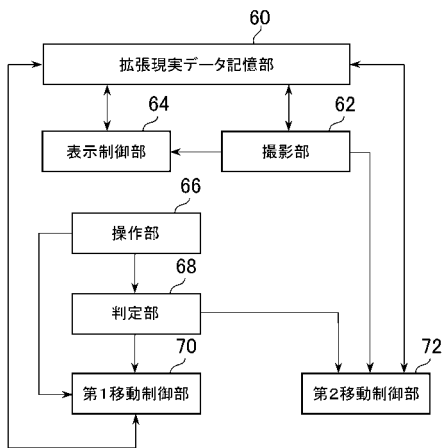 60
拡張現実データ記憶部
64
表示制御部
62
撮影部
66
操作部
68
判定部
70
第1移動制御部
72
第2移動制御部